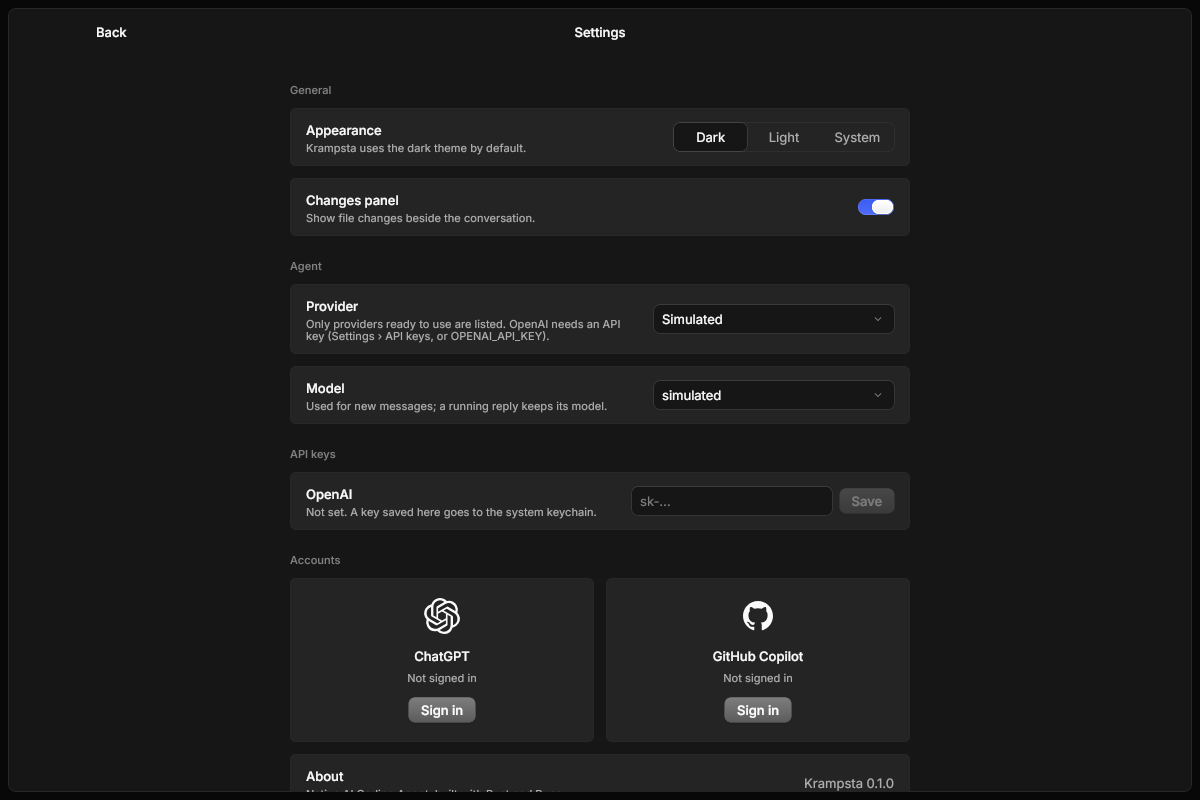 Back
Settings
General
Appearance
Krampsta uses the dark theme by default.
Dark
Light
System
Changes panel
Show file changes beside the conversation.
Agent
Provider
Only providers ready to use are listed. OpenAI needs an API
key (Settings › API keys, or OPENAI_API_KEY).
Simulated
Model
Used for new messages; a running reply keeps its model.
simulated
API keys
OpenAI
Not set. A key saved here goes to the system keychain.
sk-...
Save
Accounts
ChatGPT
Not signed in
Sign in
GitHub Copilot
Not signed in
Sign in
About
Krampsta 0.1.0